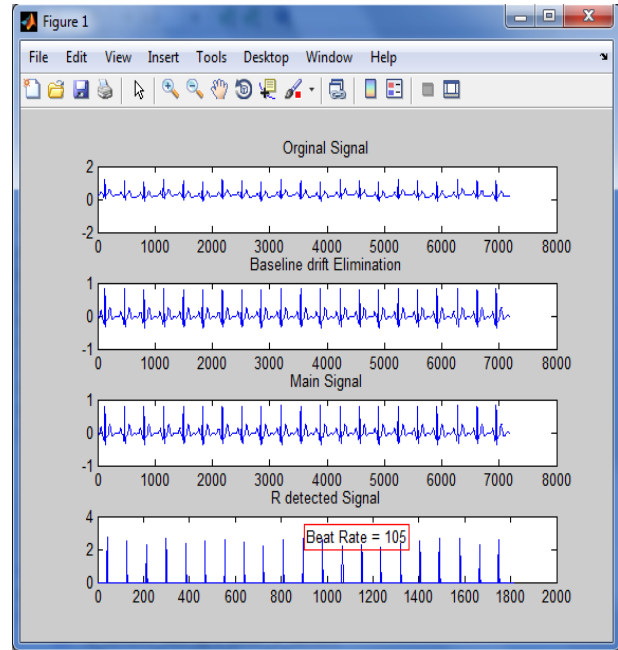 Figure 1
File Edit View Insert Tools Desktop Window Help
Orginal Signal
2
0
-2
0 1000 2000 3000 4000 5000 6000 7000 8000
Baseline drift Elimination
1
0
-1
0 1000 2000 3000 4000 5000 6000 7000 8000
Main Signal
1
0
-1
0 1000 2000 3000 4000 5000 6000 7000 8000
R detected Signal
4
Beat Rate = 105
2
0
0 200 400 600 800 1000 1200 1400 1600 1800 2000